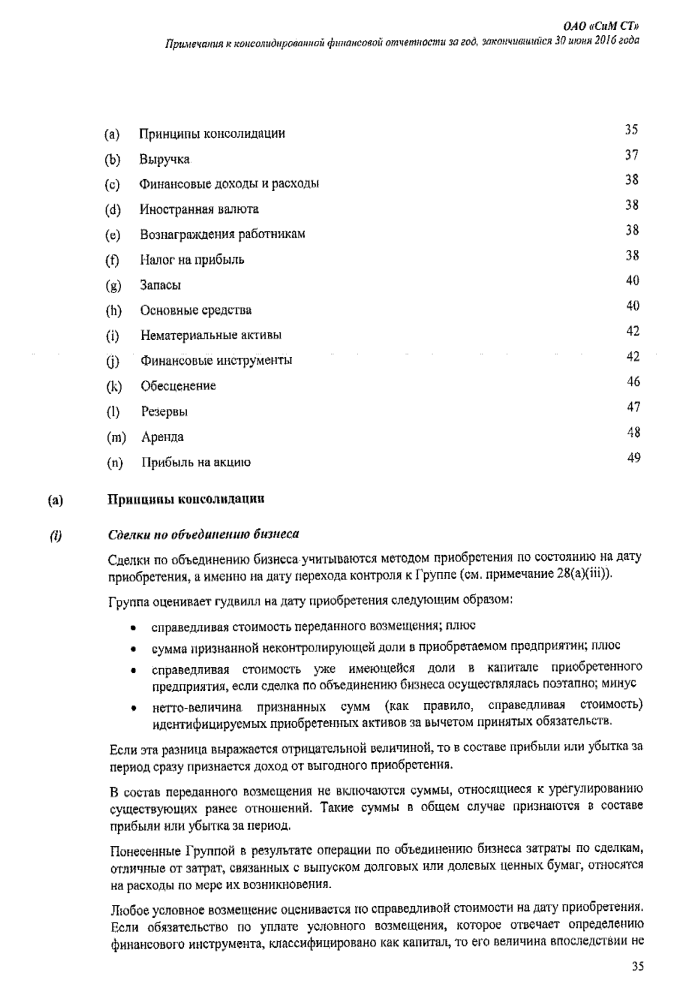 ОАО «СиМ СТ»
Примечания к консолидированной финансовой отчетности за год, закончившийся 30 июня 2016 года
(a) Принципы консолидации 35
(b) Выручка 37
(c) Финансовые доходы и расходы 38
(d) Иностранная валюта 38
(e) Вознаграждения работникам 38
(f) Налог на прибыль 38
(g) Запасы 40
(h) Основные средства 40
(i) Нематериальные активы 42
(j) Финансовые инструменты 42
(k) Обесценение 46
(l) Резервы 47
(m) Аренда 48
(n) Прибыль на акцию 49
(a) Принципы консолидации
(i) Сделки по объединению бизнеса
Сделки по объединению бизнеса учитываются методом приобретения по состоянию на дату
приобретения, а именно на дату перехода контроля к Группе (см. примечание 28(a)(iii)).
Группа оценивает гудвилл на дату приобретения следующим образом:
• справедливая стоимость переданного возмещения; плюс
• сумма признанной неконтролирующей доли в приобретаемом предприятии; плюс
• справедливая стоимость уже имеющейся доли в капитале приобретенного
предприятия, если сделка по объединению бизнеса осуществлялась поэтапно; минус
• нетто-величина признанных сумм (как правило, справедливая стоимость)
идентифицируемых приобретенных активов за вычетом принятых обязательств.
Если эта разница выражается отрицательной величиной, то в составе прибыли или убытка за
период сразу признается доход от выгодного приобретения.
В состав переданного возмещения не включаются суммы, относящиеся к урегулированию
существующих ранее отношений. Такие суммы в общем случае признаются в составе
прибыли или убытка за период.
Понесенные Группой в результате операции по объединению бизнеса затраты по сделкам,
отличные от затрат, связанных с выпуском долговых или долевых ценных бумаг, относятся
на расходы по мере их возникновения.
Любое условное возмещение оценивается по справедливой стоимости на дату приобретения.
Если обязательство по уплате условного возмещения, которое отвечает определению
финансового инструмента, классифицировано как капитал, то его величина впоследствии не
35